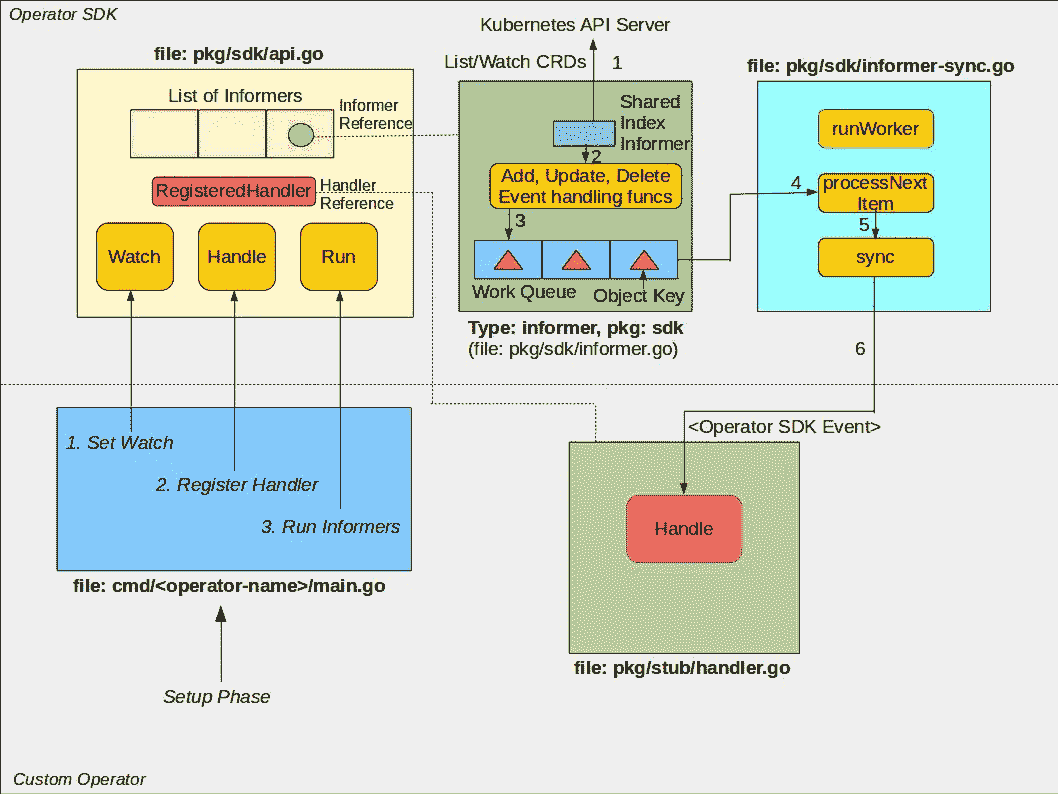 Operator SDK
Kubernetes API Server
file: pkg/sdk/api.go
List/Watch CRDs
1
file: pkg/sdk/informer-sync.go
List of Informers
Informer
Reference
Shared
Index
Informer
runWorker
2
Add, Update, Delete
Event handling funcs
RegisteredHandler
Handler
Reference
4
processNext
Item
3
5
Watch
Handle
Run
sync
Work Queue
Object Key
Type: informer, pkg: sdk
(file: pkg/sdk/informer.go)
6
1. Set Watch
2. Register Handler
3. Run Informers
<Operator SDK Event>
Handle
file: cmd/<operator-name>/main.go
file: pkg/stub/handler.go
Setup Phase
Custom Operator